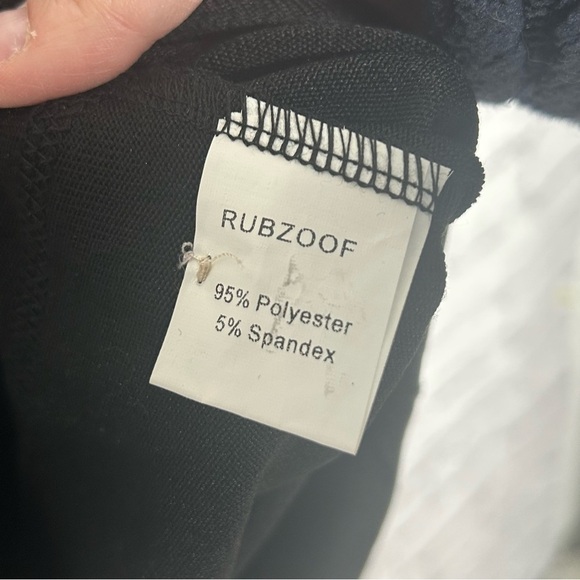 RUBZOOF
95% Polyester
5% Spandex